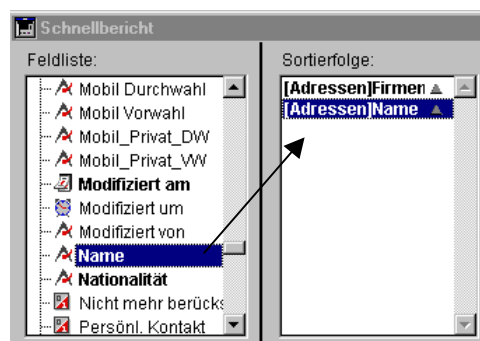 Schnellbericht
Feldliste:
Mobil Durchwahl
Mobil Vorwahl
Mobil_Privat_DW
Mobil_Privat_VW
Modifiziert am
Modifiziert um
Modifiziert von
Name
Nationalität
Nicht mehr berücks
Persönl. Kontakt
Sortierfolge:
[Adressen]Firmen
[Adressen]Name